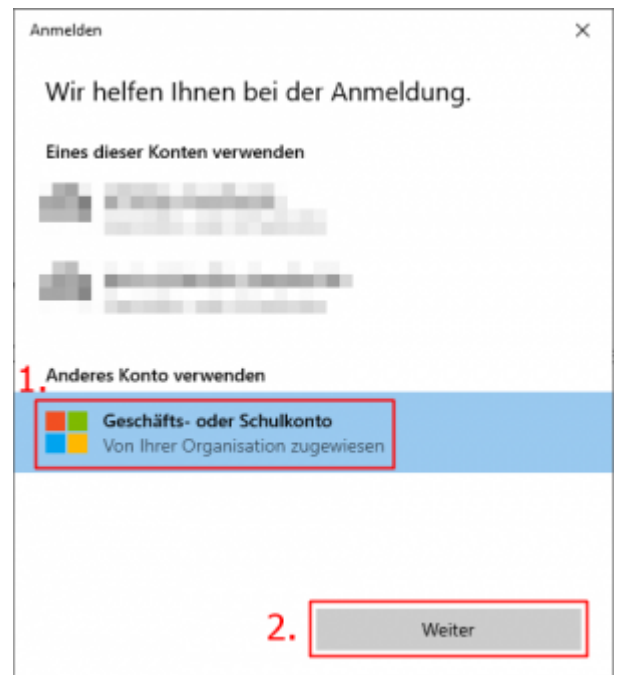 Anmelden
Wir helfen Ihnen bei der Anmeldung.
Eines dieser Konten verwenden
1.
Anderes Konto verwenden
Geschäfts- oder Schulkonto
Von Ihrer Organisation zugewiesen
2.
Weiter